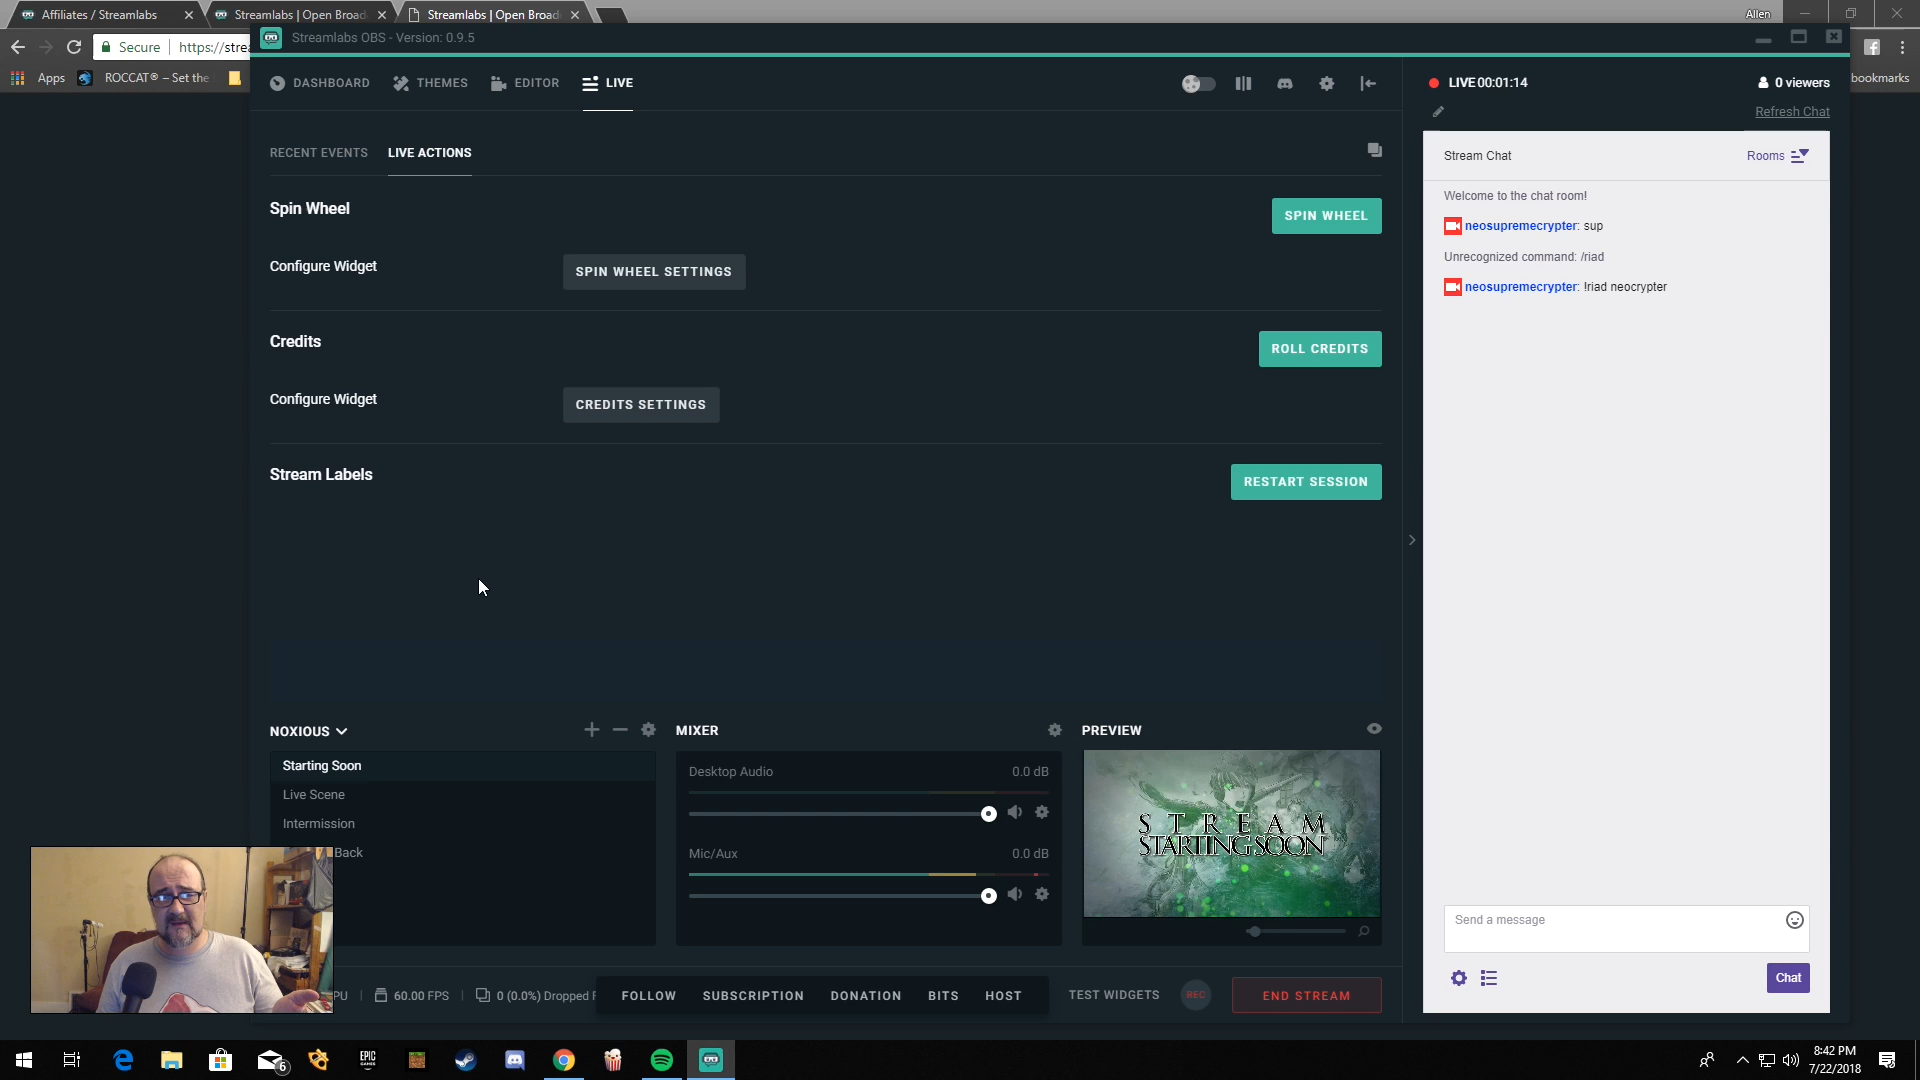 Affiliates / Streamlabs
Streamlabs | Open Broad
Streamlabs | Open Broad
Allen
Secure
https://strea
Apps
ROCCAT® – Set the
bookmarks
Streamlabs OBS - Version: 0.9.5
DASHBOARD
THEMES
EDITOR
LIVE
LIVE 00:01:14
0 viewers
Refresh Chat
RECENT EVENTS
LIVE ACTIONS
Stream Chat
Rooms
Welcome to the chat room!
neosupremecrypter: sup
Unrecognized command: /riad
neosupremecrypter: !riad neocrypter
Spin Wheel
SPIN WHEEL
Configure Widget
SPIN WHEEL SETTINGS
Credits
ROLL CREDITS
Configure Widget
CREDITS SETTINGS
Stream Labels
RESTART SESSION
NOXIOUS
Starting Soon
Live Scene
Intermission
Back
MIXER
Desktop Audio
0.0 dB
Mic/Aux
0.0 dB
PREVIEW
STREAM
STARTING SOON
Send a message
Chat
PU
60.00 FPS
0 (0.0%) Dropped F
FOLLOW
SUBSCRIPTION
DONATION
BITS
HOST
TEST WIDGETS
REC
END STREAM
6
EPIC
GAMES
8:42 PM
7/22/2018